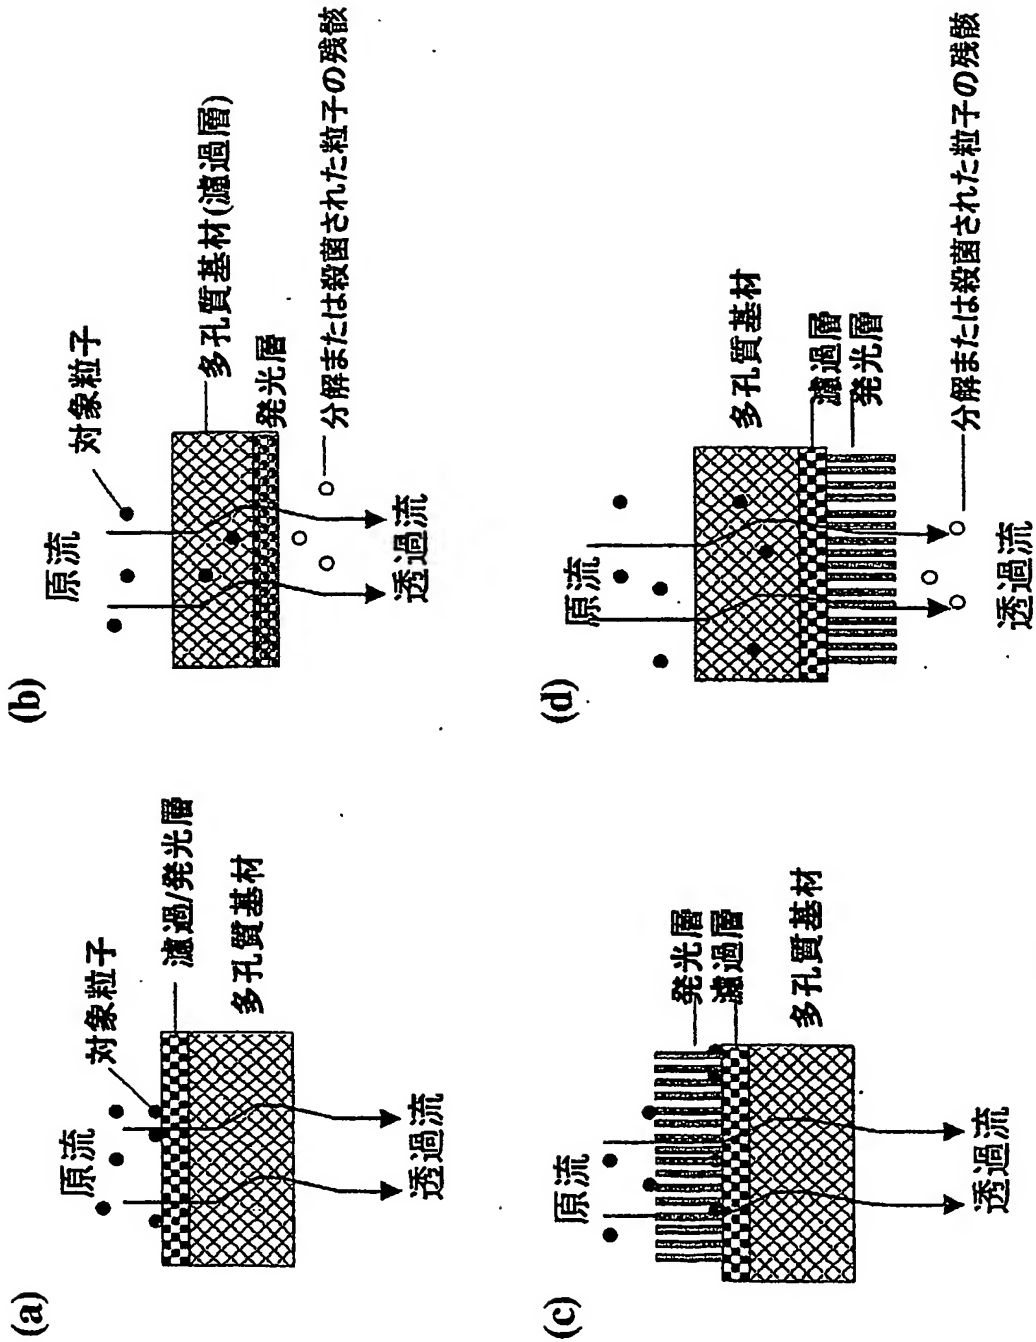 (a)
原流
対象粒子
濾過/発光層
多孔質基材
透過流
(b)
原流
対象粒子
多孔質基材(濾過層)
発光層
分解または殺菌された粒子の残骸
透過流
(c)
原流
発光層
濾過層
多孔質基材
透過流
(d)
原流
多孔質基材
濾過層
発光層
分解または殺菌された粒子の残骸
透過流